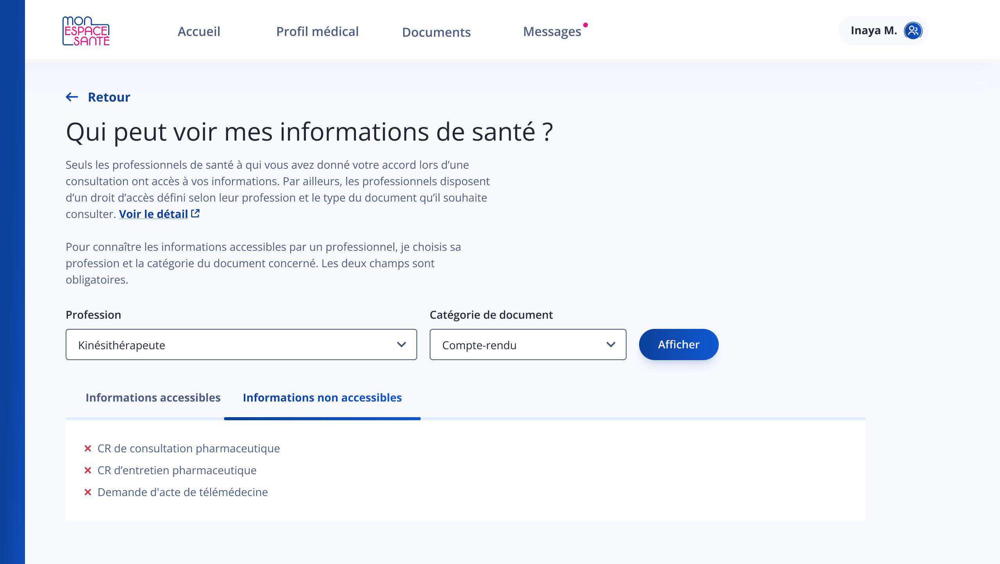 mon
ESPACE
SANTÉ
Accueil
Profil médical
Documents
Messages
Inaya M.
Retour
Qui peut voir mes informations de santé ?
Seuls les professionnels de santé à qui vous avez donné votre accord lors d’une
consultation ont accès à vos informations. Par ailleurs, les professionnels disposent
d’un droit d’accès défini selon leur profession et le type du document qu’il souhaite
consulter. Voir le détail
Pour connaître les informations accessibles par un professionnel, je choisis sa
profession et la catégorie du document concerné. Les deux champs sont
obligatoires.
Profession
Catégorie de document
Kinésithérapeute
Compte-rendu
Afficher
Informations accessibles
Informations non accessibles
CR de consultation pharmaceutique
CR d’entretien pharmaceutique
Demande d'acte de télémédecine